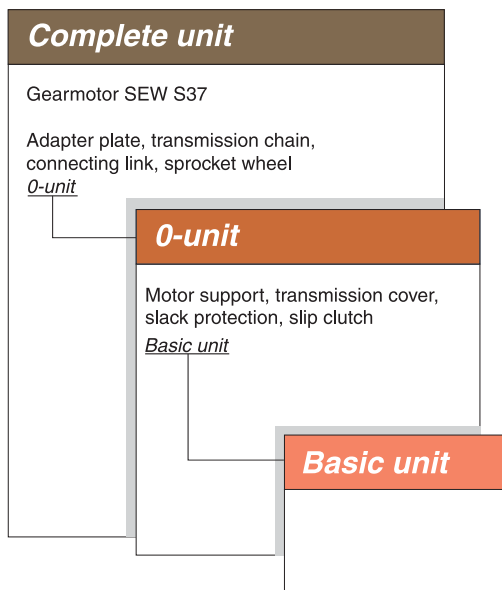 Complete unit
Gearmotor SEW S37
Adapter plate, transmission chain,
connecting link, sprocket wheel
0-unit
0-unit
Motor support, transmission cover,
slack protection, slip clutch
Basic unit
Basic unit